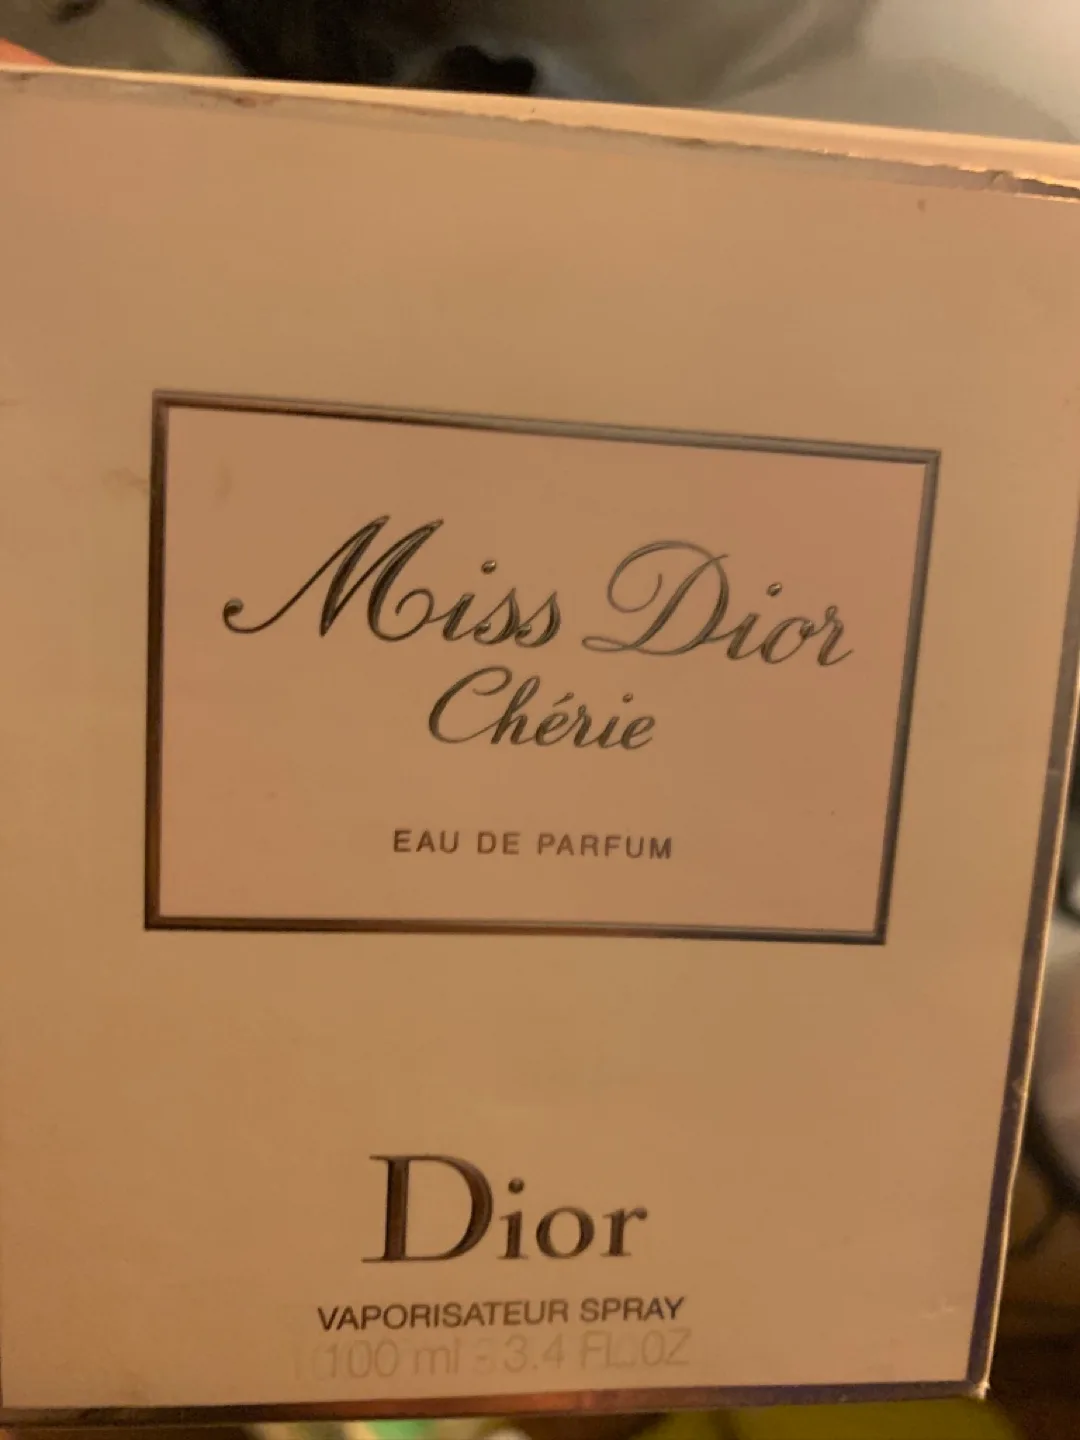 Miss Dior
Chérie
EAU DE PARFUM
Dior
VAPORISATEUR SPRAY
100 ml - 3.4 FL.OZ